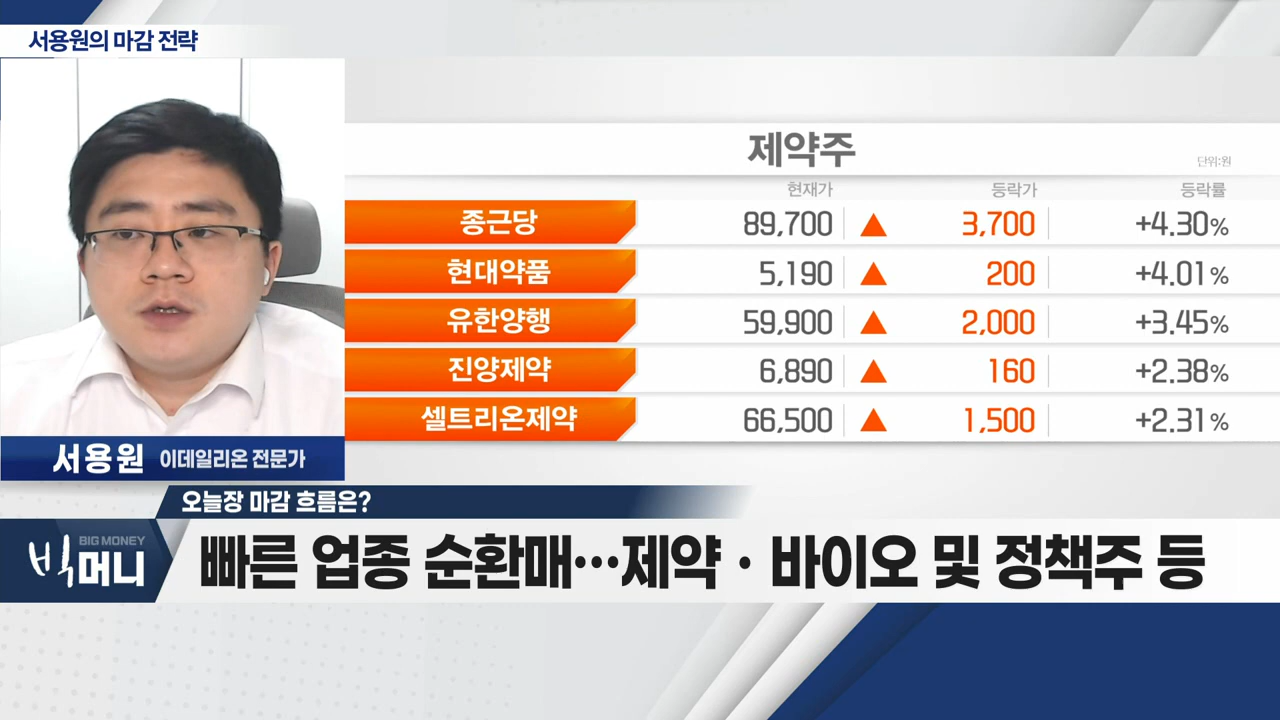 서용원의 마감 전략
제약주
단위:원
현재가 등락가 등락률
종근당 89,700 ▲ 3,700 +4.30%
현대약품 5,190 ▲ 200 +4.01%
유한양행 59,900 ▲ 2,000 +3.45%
진양제약 6,890 ▲ 160 +2.38%
셀트리온제약 66,500 ▲ 1,500 +2.31%
서용원 이데일리온 전문가
오늘장 마감 흐름은?
BIG MONEY
빅머니
빠른 업종 순환매…제약·바이오 및 정책주 등